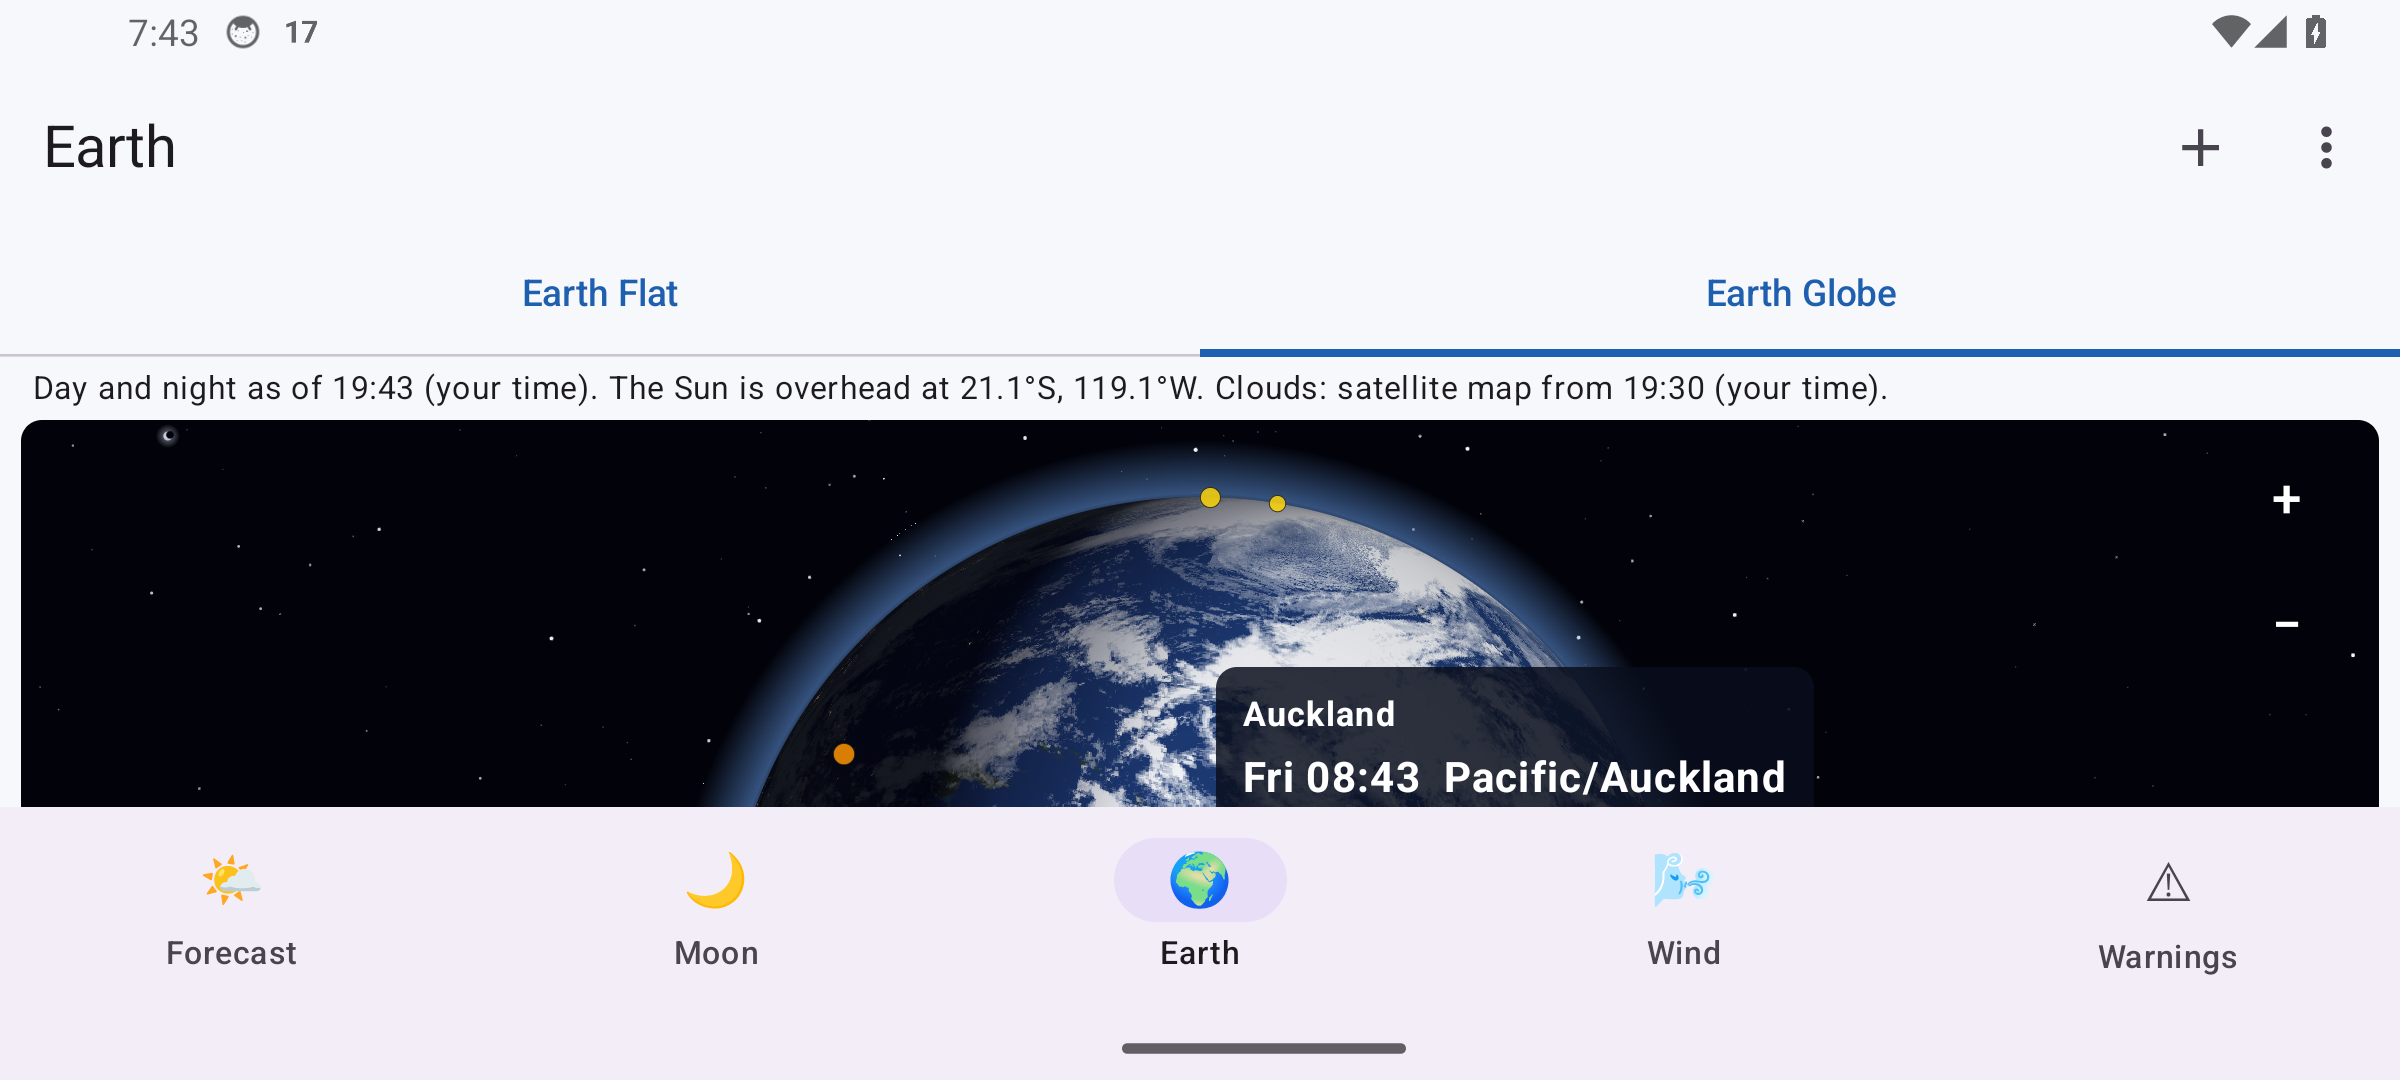 7:43 17
Earth
Earth Flat
Earth Globe
Day and night as of 19:43 (your time). The Sun is overhead at 21.1°S, 119.1°W. Clouds: satellite map from 19:30 (your time).
+
−
Auckland
Fri 08:43 Pacific/Auckland
Forecast
Moon
Earth
Wind
Warnings